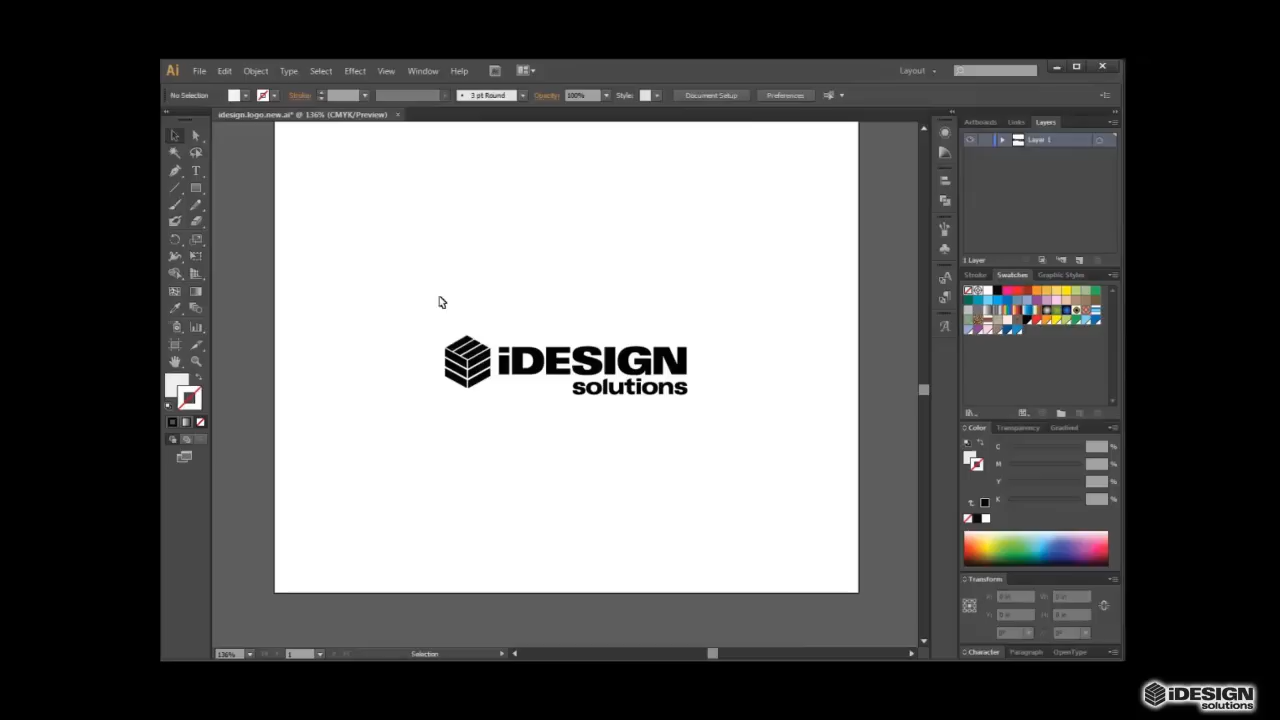 Ai File Edit Object Type Select Effect View Window Help Layout
No Selection Stroke: 3 pt Round Opacity: 100% Style: Document Setup Preferences
idesign.logo.new.ai* @ 136% (CMYK/Preview) ×
Artboards Links Layers
Layer 1
1 Layer
Stroke Swatches Graphic Styles
iDESIGN
solutions
Color Transparency Gradient
C %
M %
Y %
K %
Transform
136% 1 Selection
Character Paragraph OpenType
iDESIGN
solutions